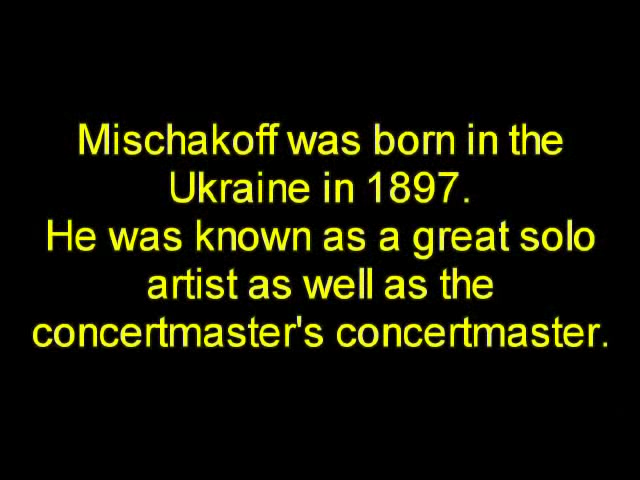 Mischakoff was born in the
Ukraine in 1897.
He was known as a great solo
artist as well as the
concertmaster's concertmaster.